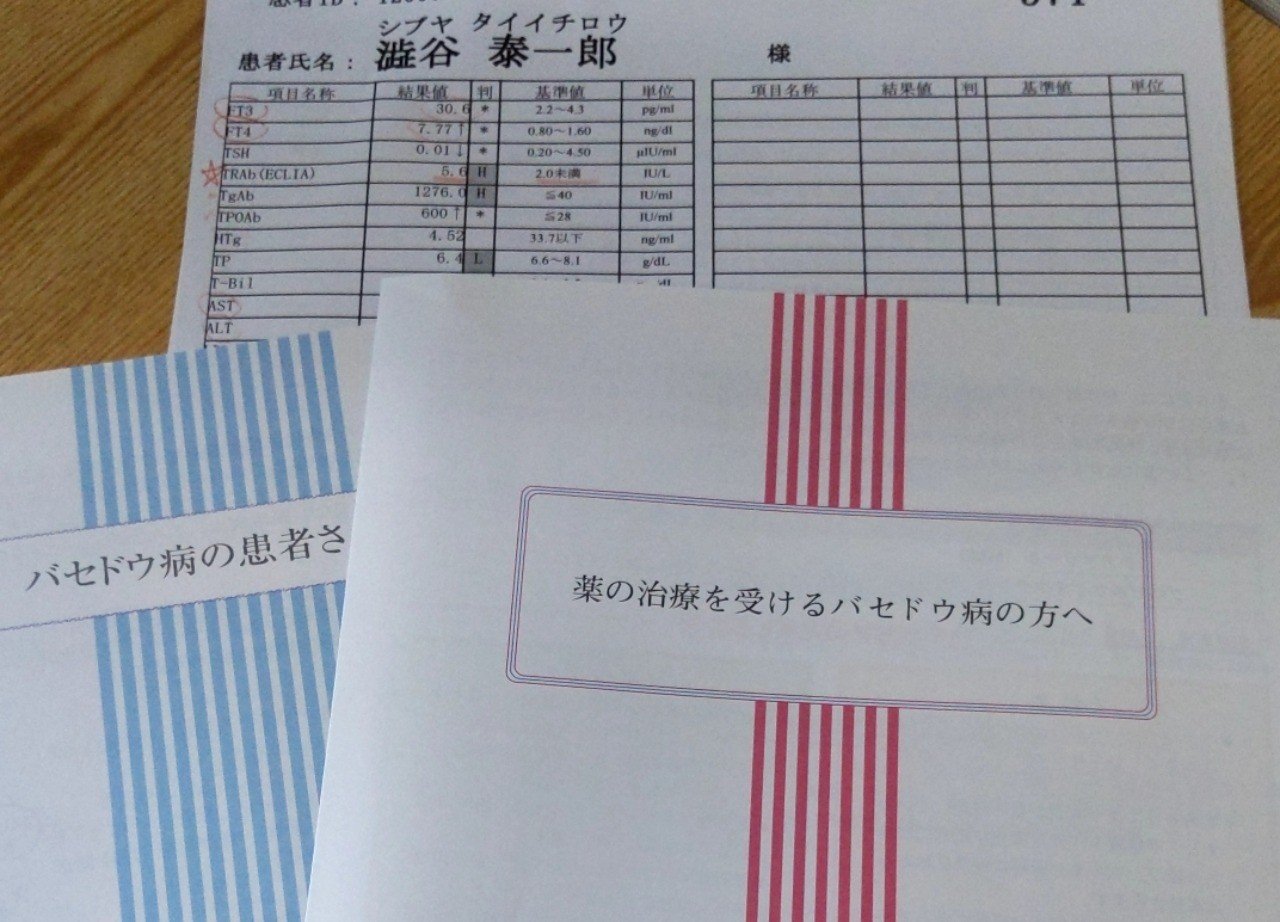 シブヤ タイイチロウ
患者氏名: 澁谷 泰一郎 様
項目名称 結果値 判 基準値 単位 項目名称 結果値 判 基準値 単位
FT3 30.6 * 2.2～4.3 pg/ml
FT4 7.77↑ * 0.80～1.60 ng/dl
TSH 0.01↓ * 0.20～4.50 μIU/ml
TRAb(ECLIA) 5.6 H 2.0未満 IU/L
TgAb 1276.0 H ≦40 IU/ml
TPOAb 600↑ * ≦28 IU/ml
HTg 4.52 33.7以下 ng/ml
TP 6.4 L 6.6～8.1 g/dL
T-Bil
AST
ALT
バセドウ病の患者さ
薬の治療を受けるバセドウ病の方へ